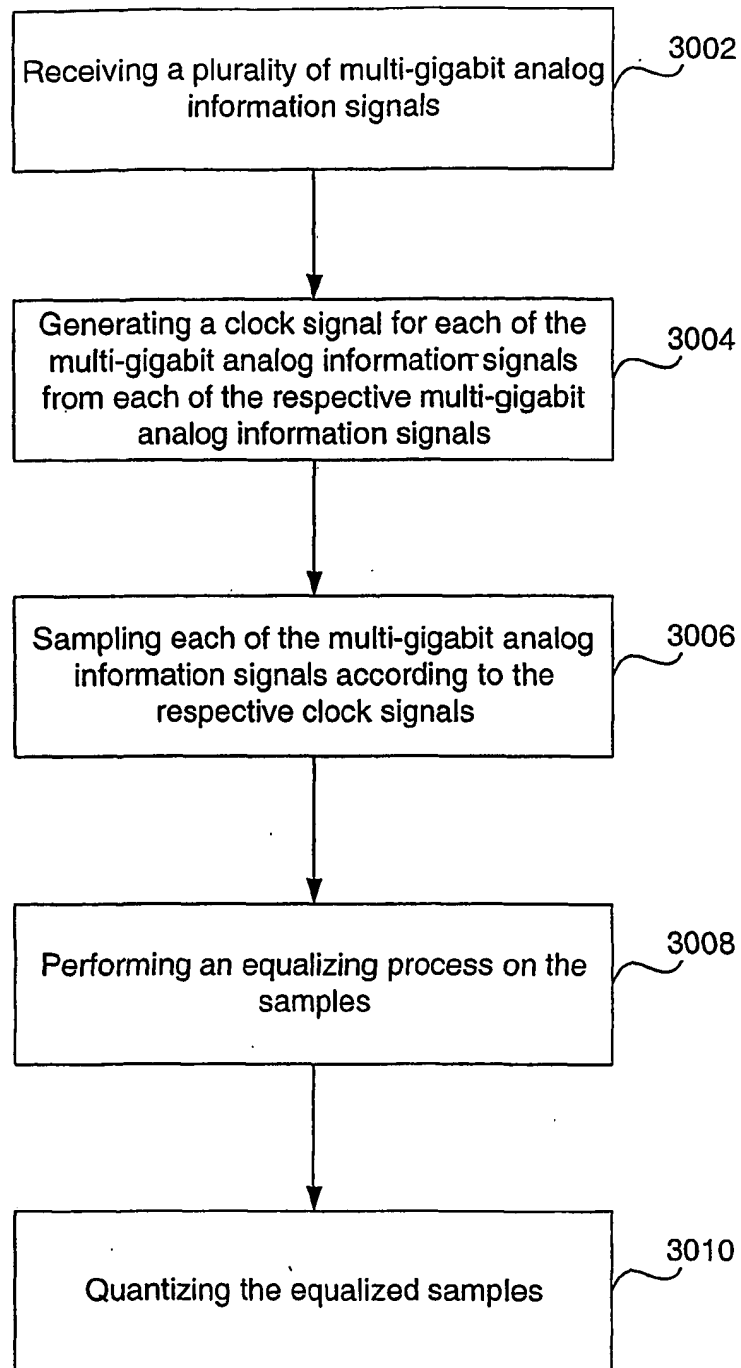 Receiving a plurality of multi-gigabit analog
information signals
3002
Generating a clock signal for each of the
multi-gigabit analog information signals
from each of the respective multi-gigabit
analog information signals
3004
Sampling each of the multi-gigabit analog
information signals according to the
respective clock signals
3006
Performing an equalizing process on the
samples
3008
Quantizing the equalized samples
3010